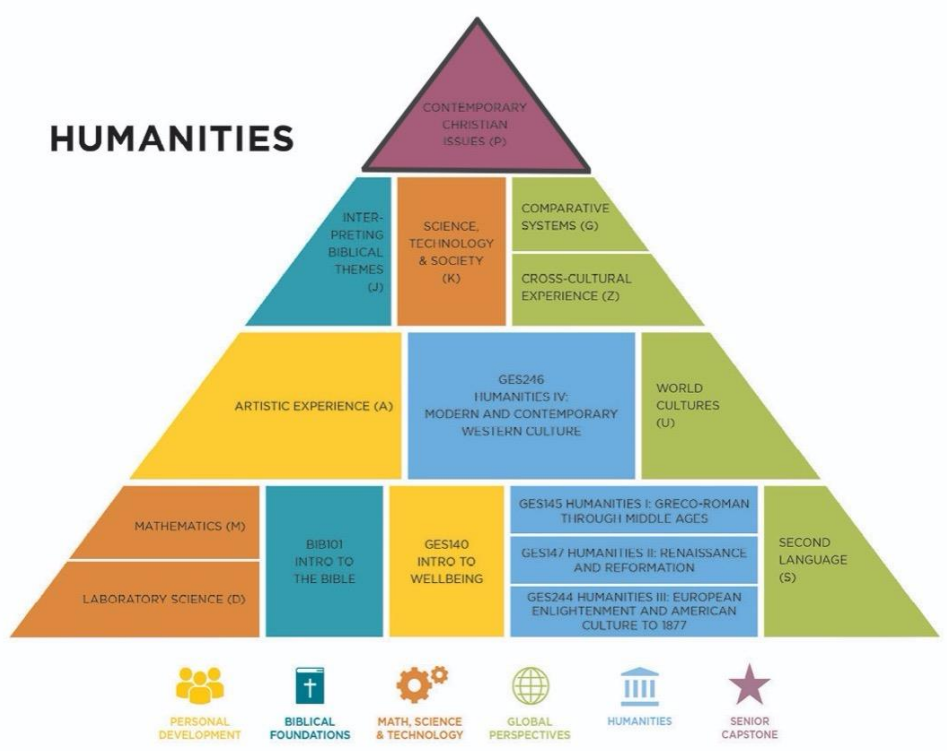 HUMANITIES
CONTEMPORARY
CHRISTIAN
ISSUES (P)
INTER-
PRETING
BIBLICAL
THEMES
(J)
SCIENCE,
TECHNOLOGY
& SOCIETY
(K)
COMPARATIVE
SYSTEMS (G)
CROSS-CULTURAL
EXPERIENCE (Z)
ARTISTIC EXPERIENCE (A)
GES246
HUMANITIES IV:
MODERN AND CONTEMPORARY
WESTERN CULTURE
WORLD
CULTURES
(U)
MATHEMATICS (M)
LABORATORY SCIENCE (D)
BIB101
INTRO TO
THE BIBLE
GES140
INTRO TO
WELLBEING
GES145 HUMANITIES I: GRECO-ROMAN
THROUGH MIDDLE AGES
GES147 HUMANITIES II: RENAISSANCE
AND REFORMATION
GES244 HUMANITIES III: EUROPEAN
ENLIGHTENMENT AND AMERICAN
CULTURE TO 1877
SECOND
LANGUAGE
(S)
PERSONAL
DEVELOPMENT
BIBLICAL
FOUNDATIONS
MATH, SCIENCE
& TECHNOLOGY
GLOBAL
PERSPECTIVES
HUMANITIES
SENIOR
CAPSTONE